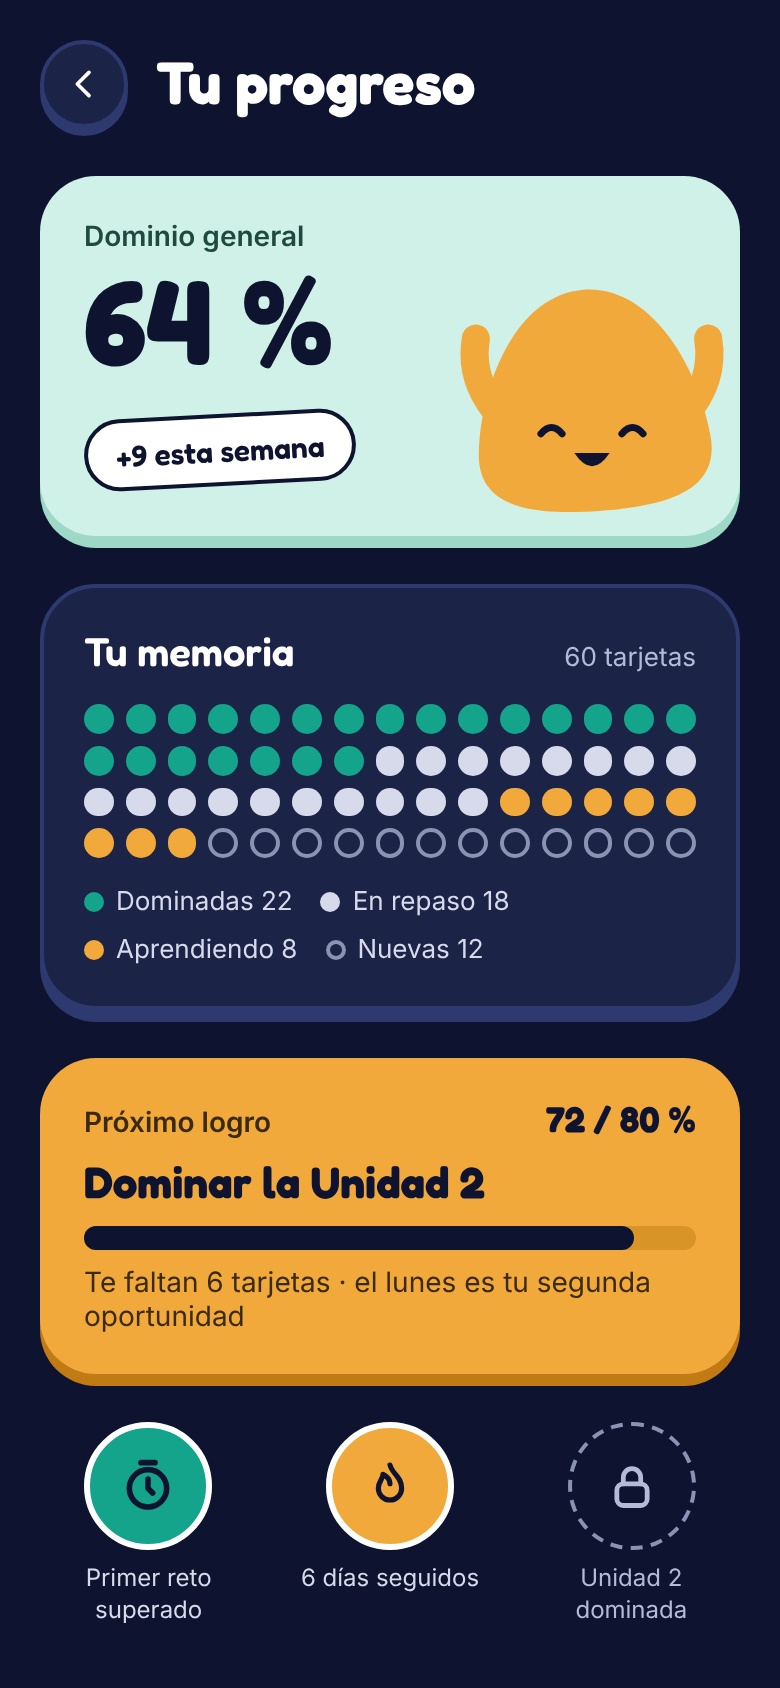 Tu progreso
Dominio general
64 %
+9 esta semana
Tu memoria
60 tarjetas
Dominadas 22
En repaso 18
Aprendiendo 8
Nuevas 12
Próximo logro
72 / 80 %
Dominar la Unidad 2
Te faltan 6 tarjetas · el lunes es tu segunda
oportunidad
Primer reto
superado
6 días seguidos
Unidad 2
dominada